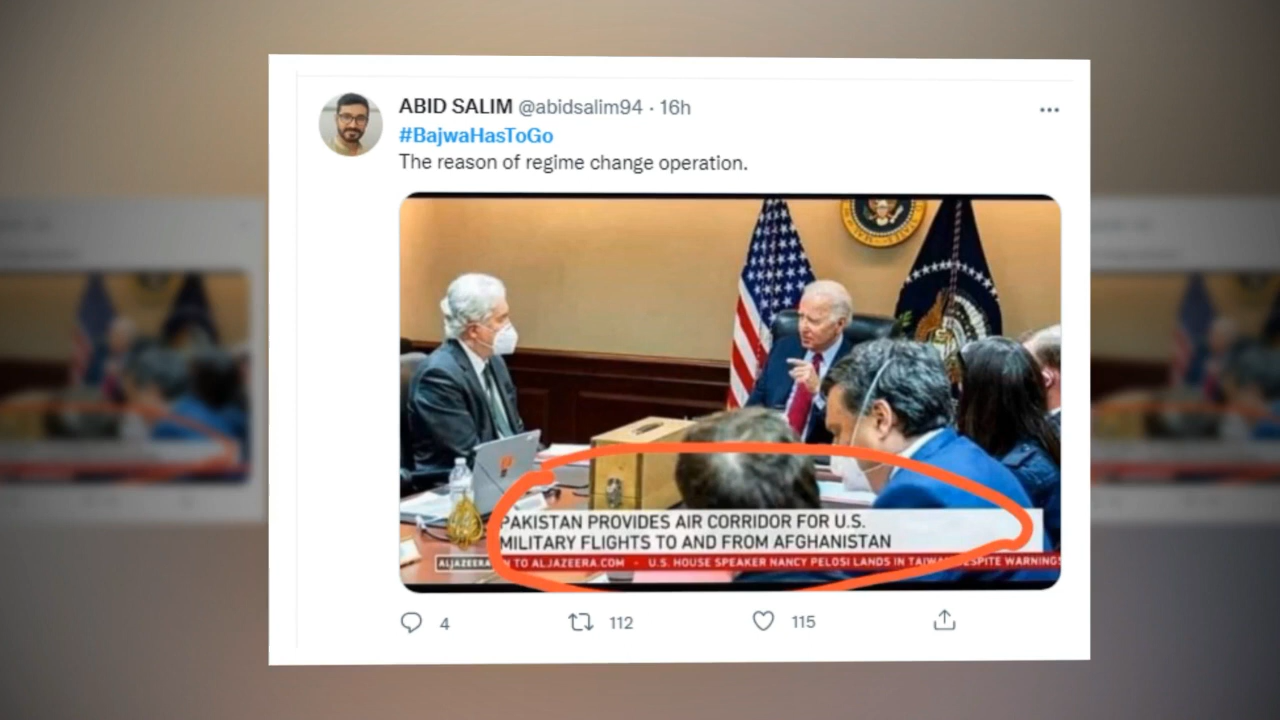 ABID SALIM @abidsalim94 · 16h
#BajwaHasToGo
The reason of regime change operation.
PAKISTAN PROVIDES AIR CORRIDOR FOR U.S.
MILITARY FLIGHTS TO AND FROM AFGHANISTAN
ALJAZEERA N TO ALJAZEERA.COM • U.S. HOUSE SPEAKER NANCY PELOSI LANDS IN TAIWAN DESPITE WARNINGS
4 112 115